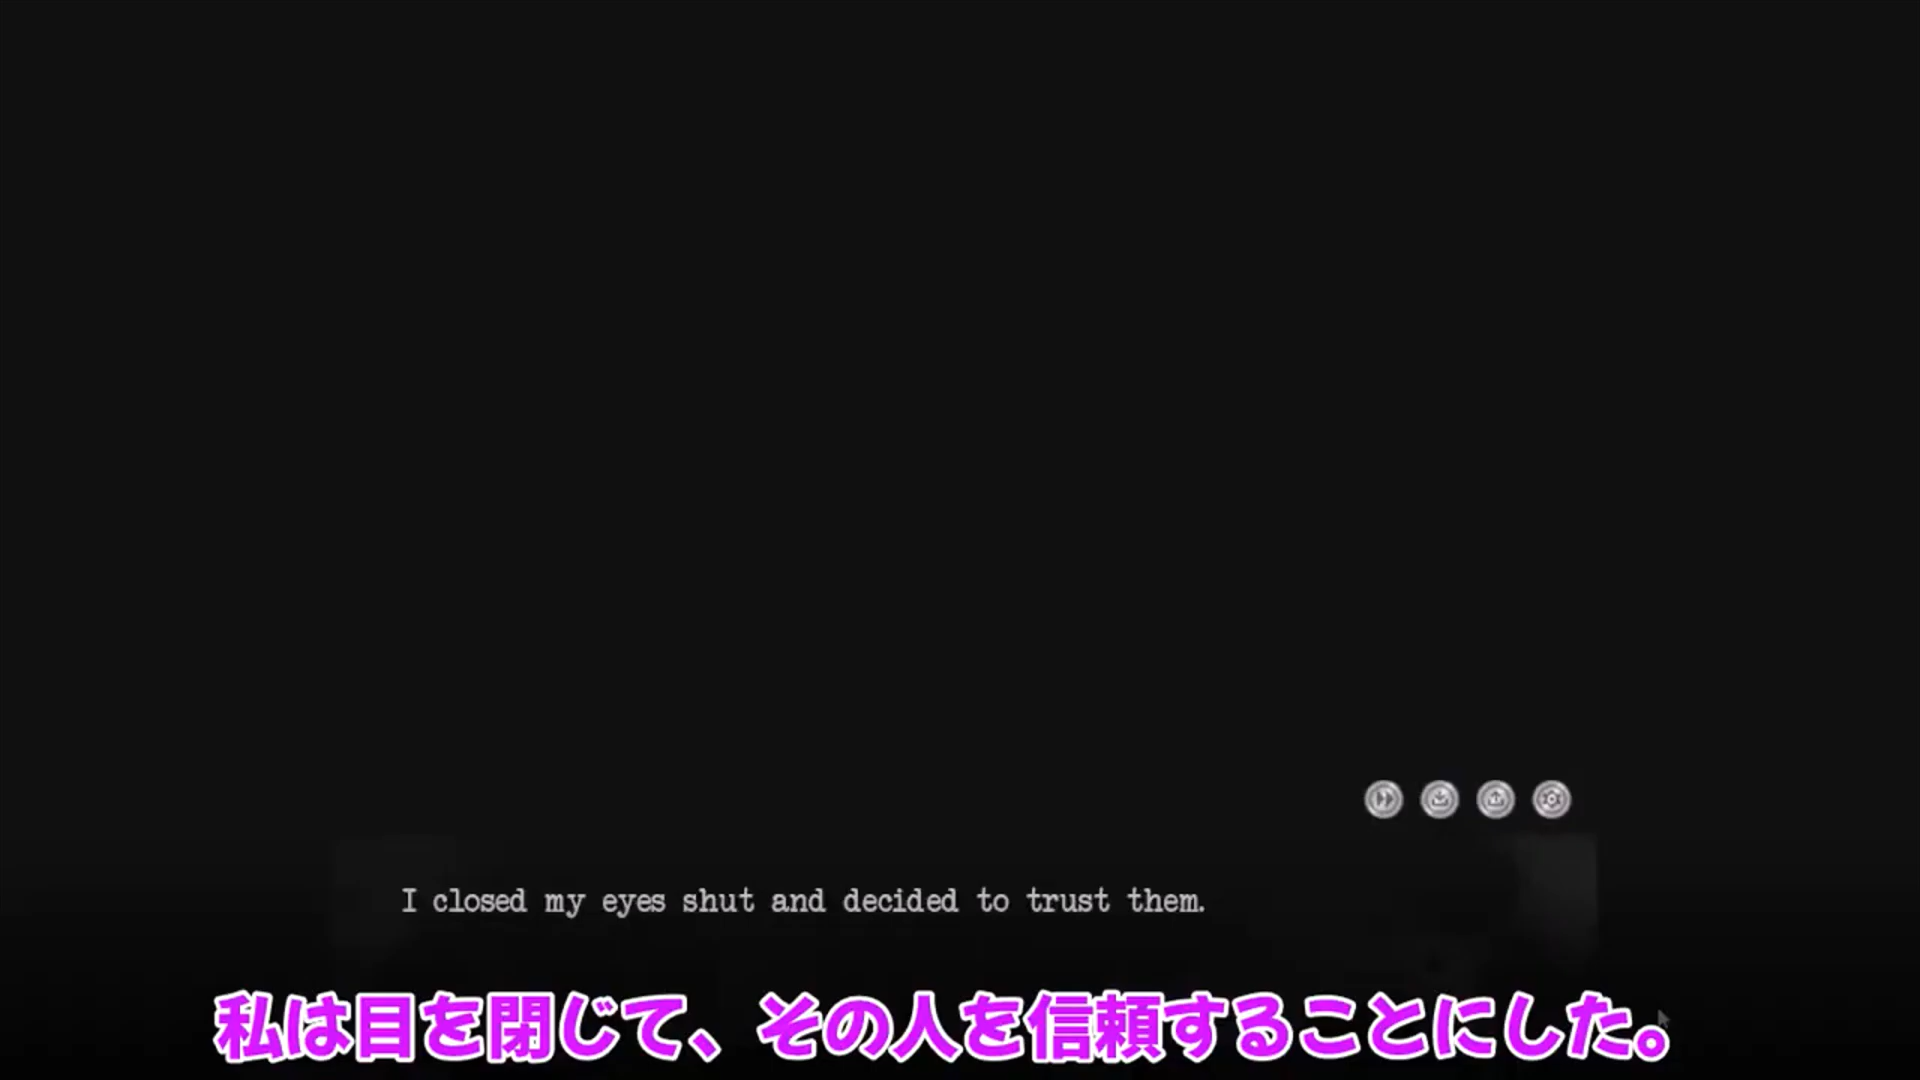 I closed my eyes shut and decided to trust them.
私は目を閉じて、その人を信頼することにした。